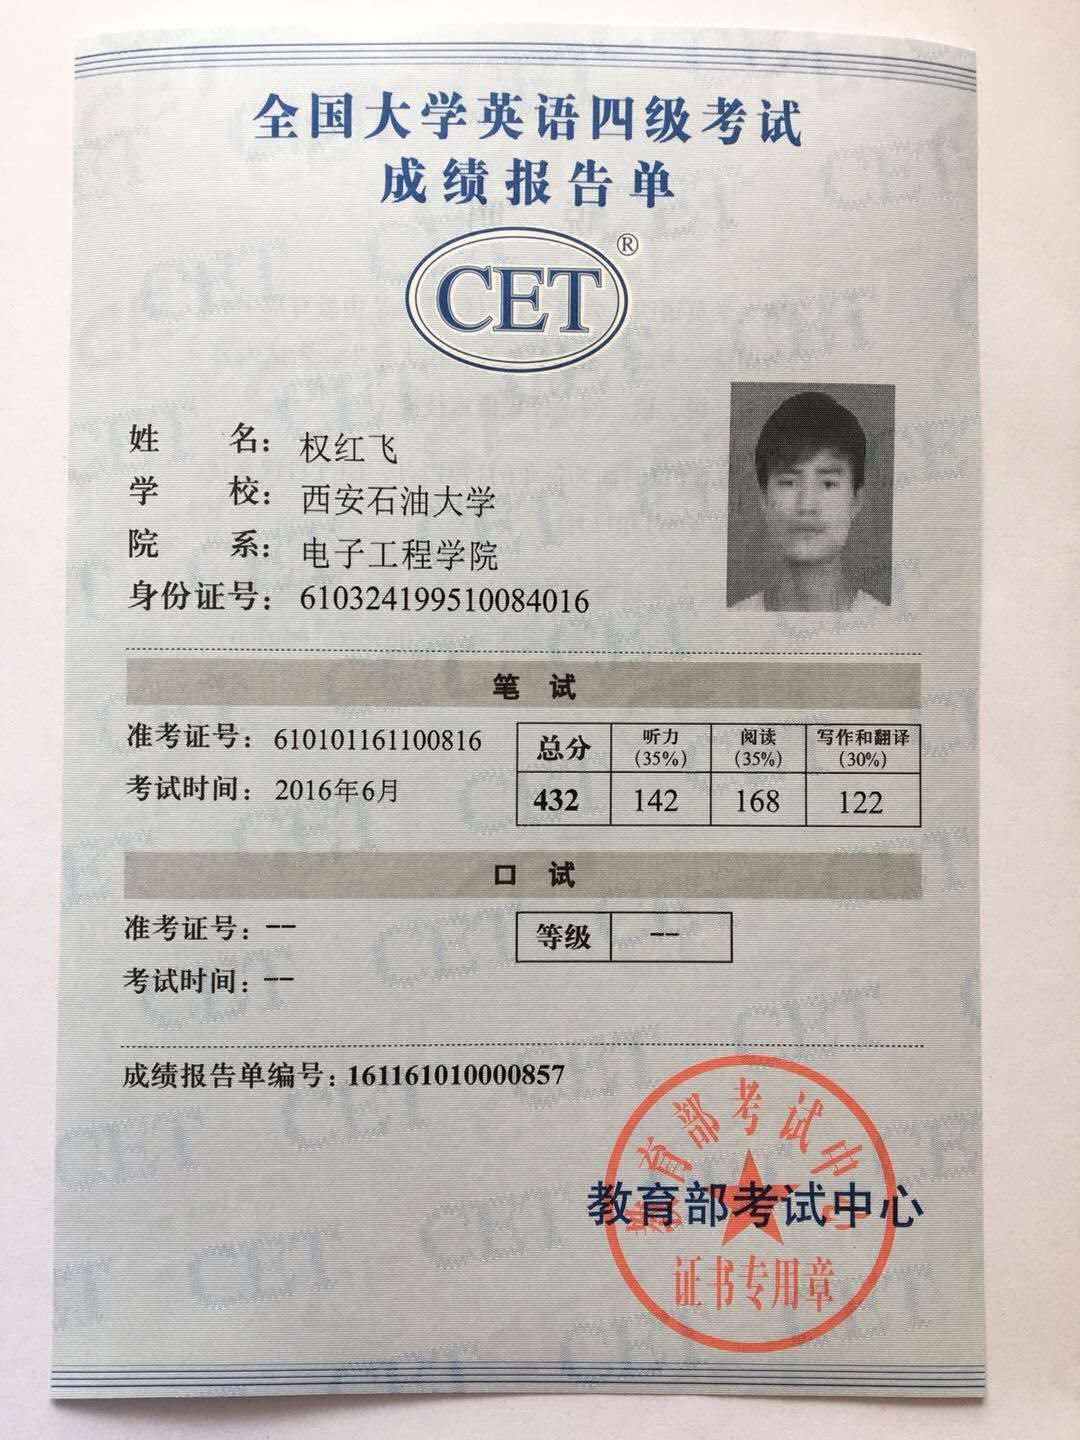 全国大学英语四级考试
成绩报告单
CET®
姓 名：权红飞
学 校：西安石油大学
院 系：电子工程学院
身份证号：610324199510084016
笔 试
准考证号：610101161100816
考试时间：2016年6月
总分 听力(35%) 阅读(35%) 写作和翻译(30%)
432 142 168 122
口 试
准考证号：--
考试时间：--
等级 --
成绩报告单编号：161161010000857
教育部考试中心
教育部考试中心
证书专用章